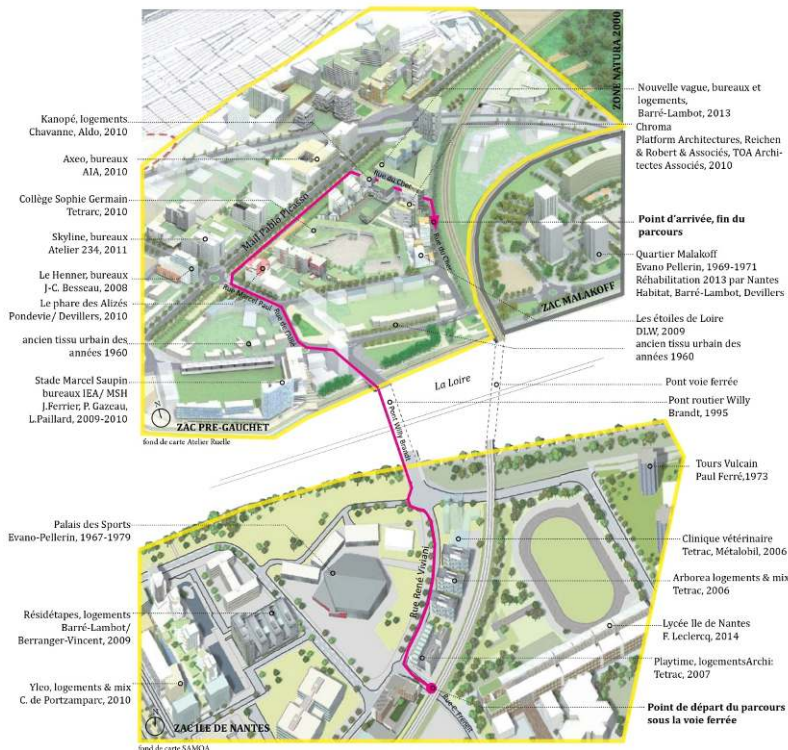 ZONE NATURA 2000
Kanopé, logements
Chavanne, Aldo, 2010
Axeo, bureaux
AIA, 2010
Collège Sophie Germain
Tetrarc, 2010
Skyline, bureaux
Atelier 234, 2011
Le Henner, bureaux
J-C. Besseau, 2008
Le phare des Alizés
Pondevie/ Devillers, 2010
ancien tissu urbain des
années 1960
Stade Marcel Saupin
bureaux IEA/ MSH
J.Ferrier, P. Gazeau,
L.Paillard, 2009-2010
Mail Pablo Picasso
Rue du Cher
Rue du Cher
Rue Marcel Paul
ZAC PRE-GAUCHET
fond de carte Atelier Ruelle
ZAC MALAKOFF
La Loire
Pont Willy Brandt
Nouvelle vague, bureaux et
logements,
Barré-Lambot, 2013
Chroma
Platform Architectures, Reichen
& Robert & Associés, TOA Archi-
tectes Associés, 2010
Point d'arrivée, fin du
parcours
Quartier Malakoff
Evano Pellerin, 1969-1971
Réhabilitation 2013 par Nantes
Habitat, Barré-Lambot, Devillers
Les étoiles de Loire
DLW, 2009
ancien tissu urbain des
années 1960
Pont voie ferrée
Pont routier Willy
Brandt, 1995
Palais des Sports
Evano-Pellerin, 1967-1979
Résidétapes, logements
Barré-Lambot/
Berranger-Vincent, 2009
Yleo, logements & mix
C. de Portzamparc, 2010
Rue René Viviani
ZAC ILE DE NANTES
fond de carte SAMOA
Tours Vulcain
Paul Ferré,1973
Clinique vétérinaire
Tetrac, Métalobil, 2006
Arborea logements & mix
Tetrac, 2006
Lycée Ile de Nantes
F. Leclercq, 2014
Playtime, logementsArchi:
Tetrac, 2007
Point de départ du parcours
sous la voie ferrée